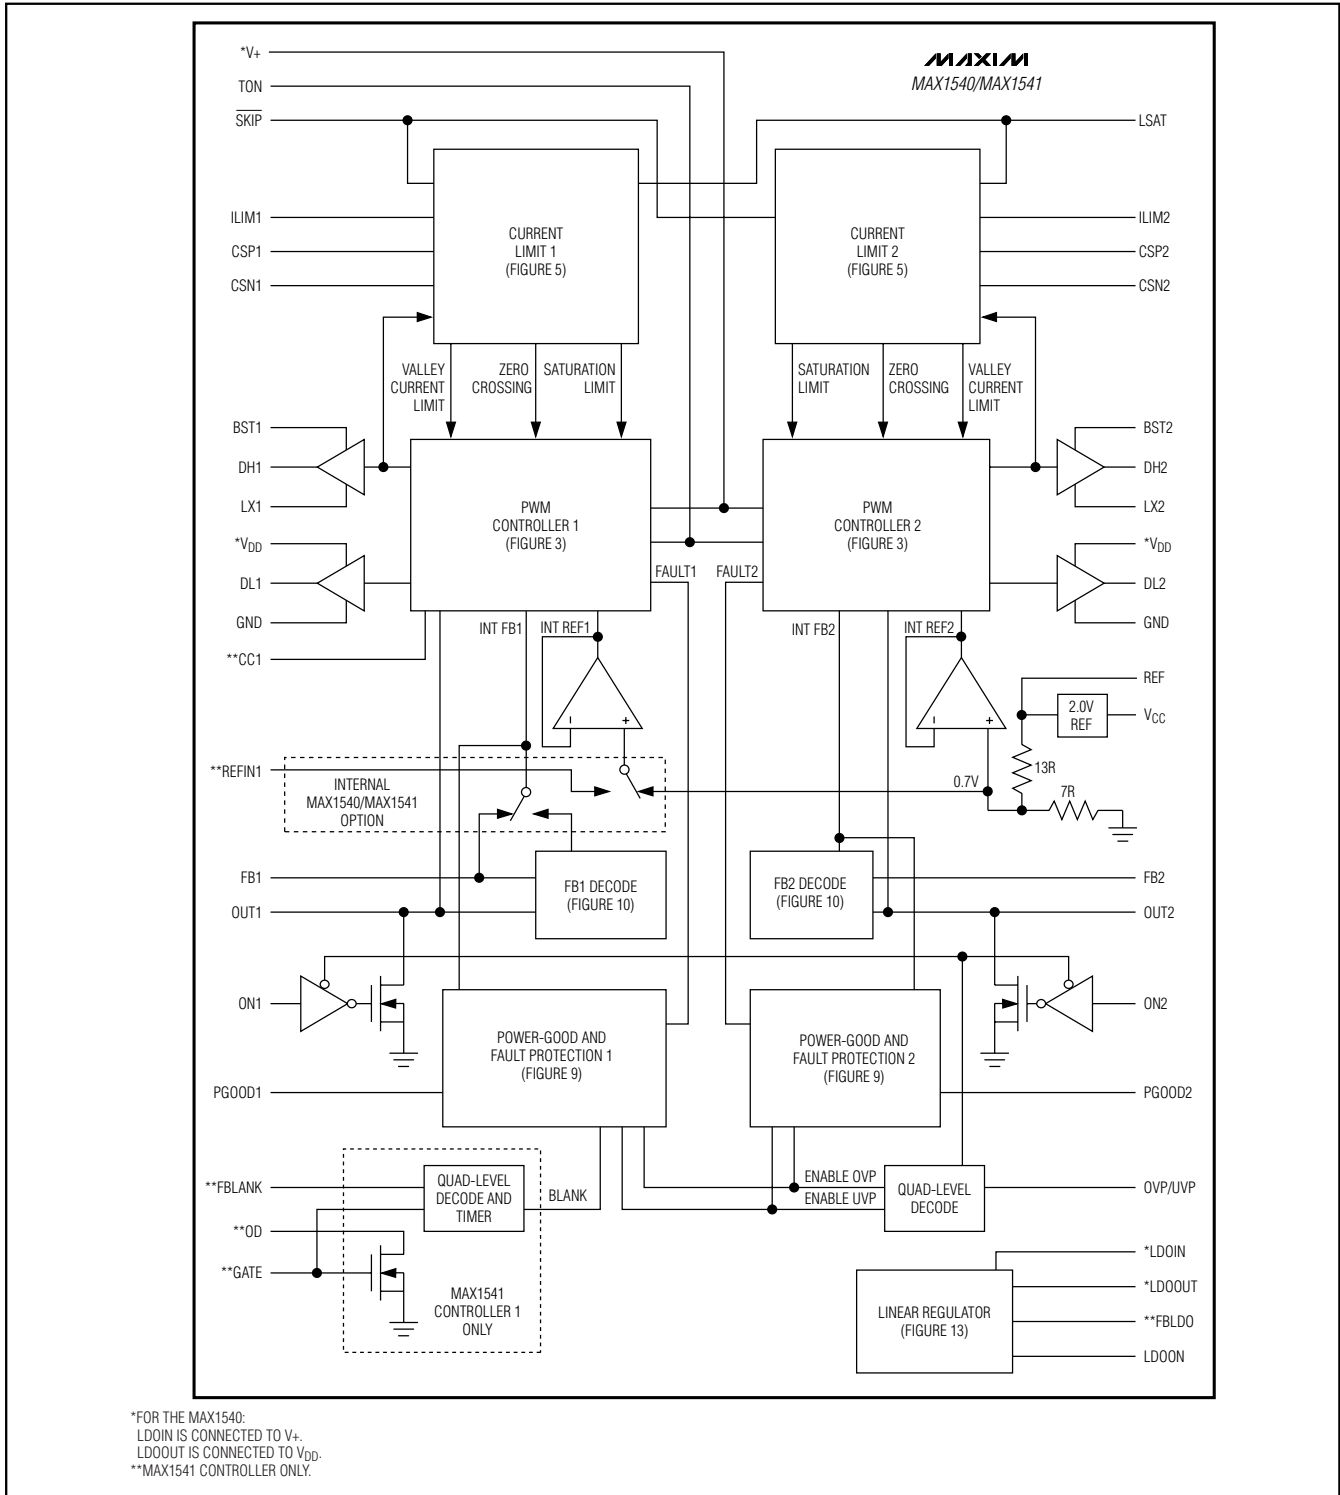 *V+
MAXIM
MAX1540/MAX1541
TON
SKIP
LSAT
ILIM1
CSP1
CSN1
CURRENT
LIMIT 1
(FIGURE 5)
CURRENT
LIMIT 2
(FIGURE 5)
ILIM2
CSP2
CSN2
VALLEY
CURRENT
LIMIT
ZERO
CROSSING
SATURATION
LIMIT
SATURATION
LIMIT
ZERO
CROSSING
VALLEY
CURRENT
LIMIT
BST1
DH1
LX1
*VDD
DL1
GND
**CC1
PWM
CONTROLLER 1
(FIGURE 3)
PWM
CONTROLLER 2
(FIGURE 3)
BST2
DH2
LX2
*VDD
DL2
GND
FAULT1
FAULT2
INT FB1
INT REF1
INT FB2
INT REF2
-
+
-
+
REF
2.0V
REF
VCC
13R
7R
0.7V
**REFIN1
INTERNAL
MAX1540/MAX1541
OPTION
FB1
OUT1
FB1 DECODE
(FIGURE 10)
FB2 DECODE
(FIGURE 10)
FB2
OUT2
ON1
ON2
POWER-GOOD AND
FAULT PROTECTION 1
(FIGURE 9)
POWER-GOOD AND
FAULT PROTECTION 2
(FIGURE 9)
PGOOD1
PGOOD2
**FBLANK
**OD
**GATE
QUAD-LEVEL
DECODE AND
TIMER
BLANK
ENABLE OVP
ENABLE UVP
QUAD-LEVEL
DECODE
OVP/UVP
MAX1541
CONTROLLER 1
ONLY
LINEAR REGULATOR
(FIGURE 13)
*LDOIN
*LDOOUT
**FBLDO
LDOON
*FOR THE MAX1540:
LDOIN IS CONNECTED TO V+.
LDOOUT IS CONNECTED TO VDD.
**MAX1541 CONTROLLER ONLY.